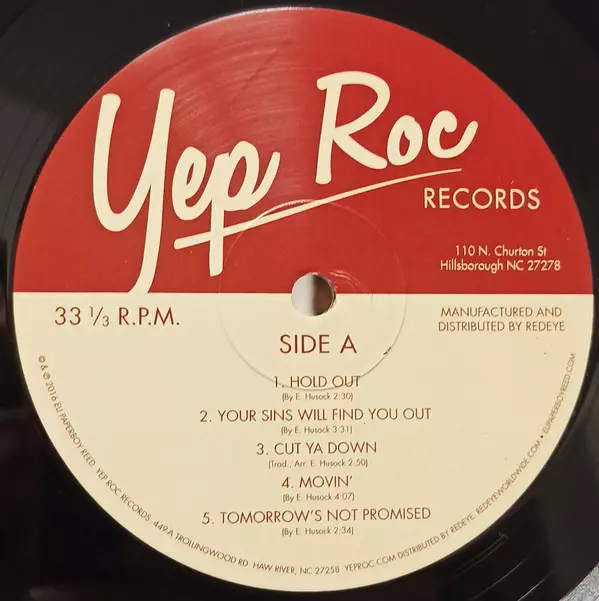 Yep Roc
RECORDS
110 N. Churton St
Hillsborough NC 27278
33 ⅓ R.P.M.
MANUFACTURED AND
DISTRIBUTED BY REDEYE
SIDE A
1. HOLD OUT
(By E. Husock 2:30)
2. YOUR SINS WILL FIND YOU OUT
(By E. Husock 3:31)
3. CUT YA DOWN
(Trad., Arr. E. Husock 2:50)
4. MOVIN'
(By E. Husock 4:07)
5. TOMORROW'S NOT PROMISED
(By E. Husock 2:34)
© & ℗ 2016 ELI PAPERBOY REED. YEP ROC RECORDS. 449A TROLLINGWOOD RD. HAW RIVER, NC 27258. YEPROC.COM DISTRIBUTED BY REDEYE. REDEYEWORLDWIDE.COM • ELIPAPERBOYREED.COM